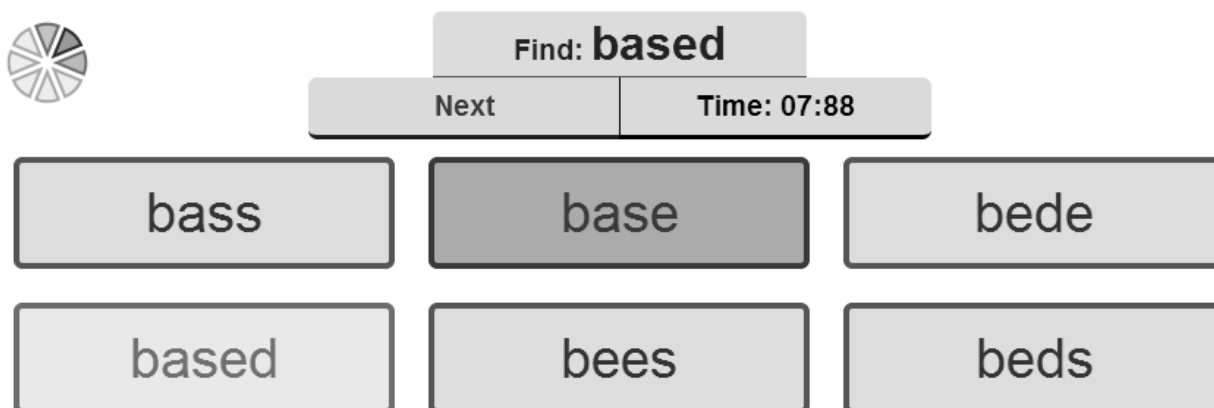 Find: based
Next Time: 07:88
bass base bede
based bees beds